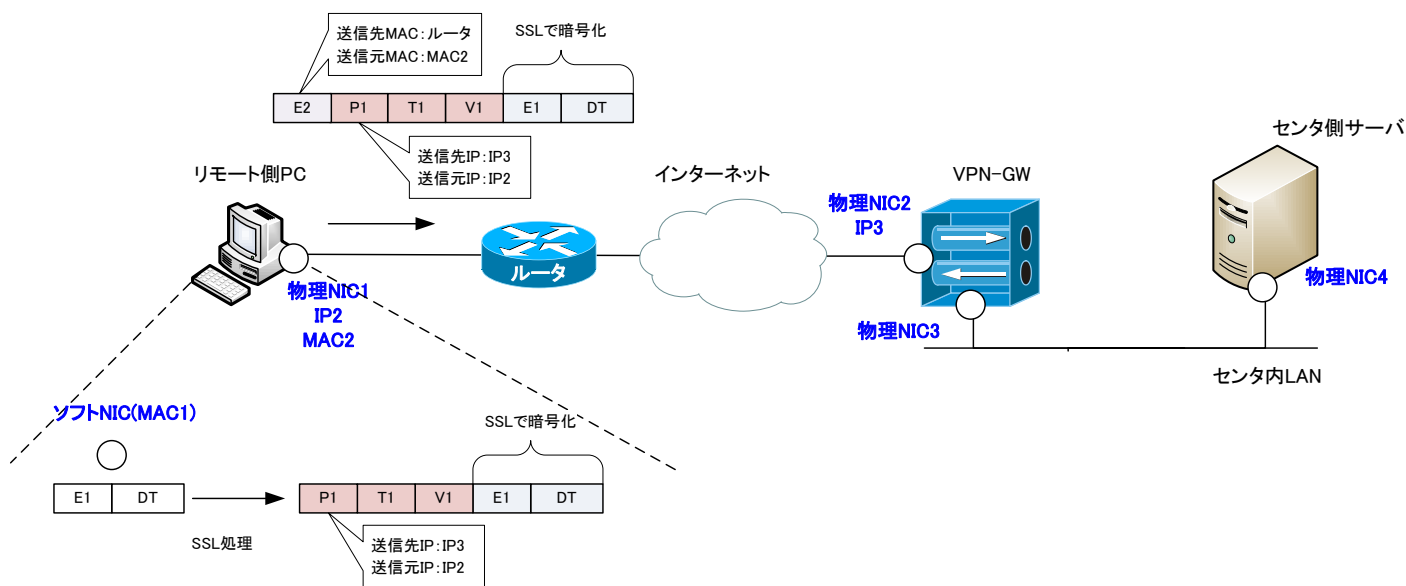 送信先MAC:ルータ
送信元MAC:MAC2
SSLで暗号化
E2 P1 T1 V1 E1 DT
送信先IP:IP3
送信元IP:IP2
リモート側PC
インターネット
VPN-GW
センタ側サーバ
物理NIC2
IP3
ルータ
物理NIC1
IP2
MAC2
物理NIC3
物理NIC4
センタ内LAN
ソフトNIC(MAC1)
SSLで暗号化
E1 DT
P1 T1 V1 E1 DT
SSL処理
送信先IP:IP3
送信元IP:IP2